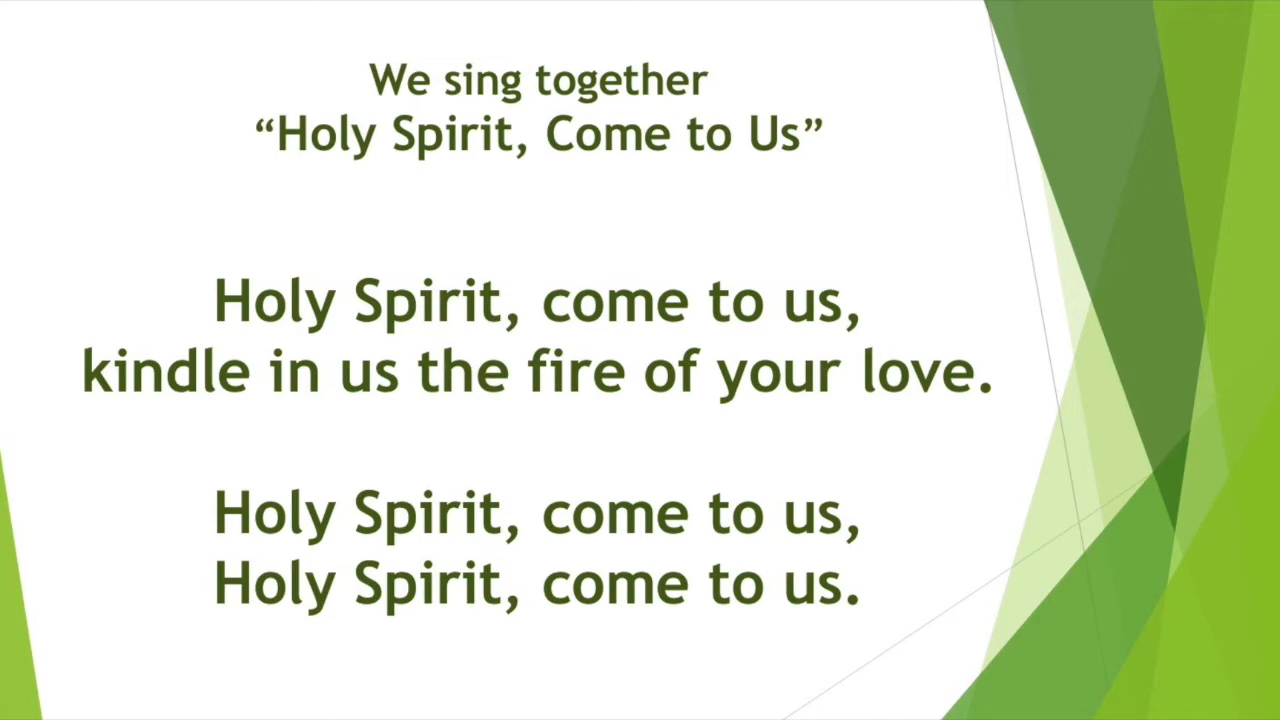 We sing together
“Holy Spirit, Come to Us”
Holy Spirit, come to us,
kindle in us the fire of your love.
Holy Spirit, come to us,
Holy Spirit, come to us.